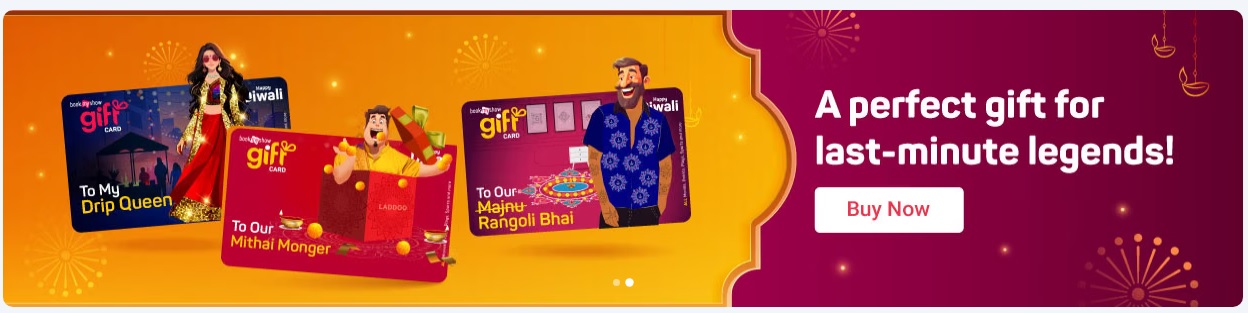 bookmyshow
gift
CARD
Happy
Diwali
To My
Drip Queen
bookmyshow
gift
CARD
LADDOO
To Our
Mithai Monger
bookmyshow
gift
CARD
Happy
Diwali
To Our
Majnu
Rangoli Bhai
A perfect gift for
last-minute legends!
Buy Now